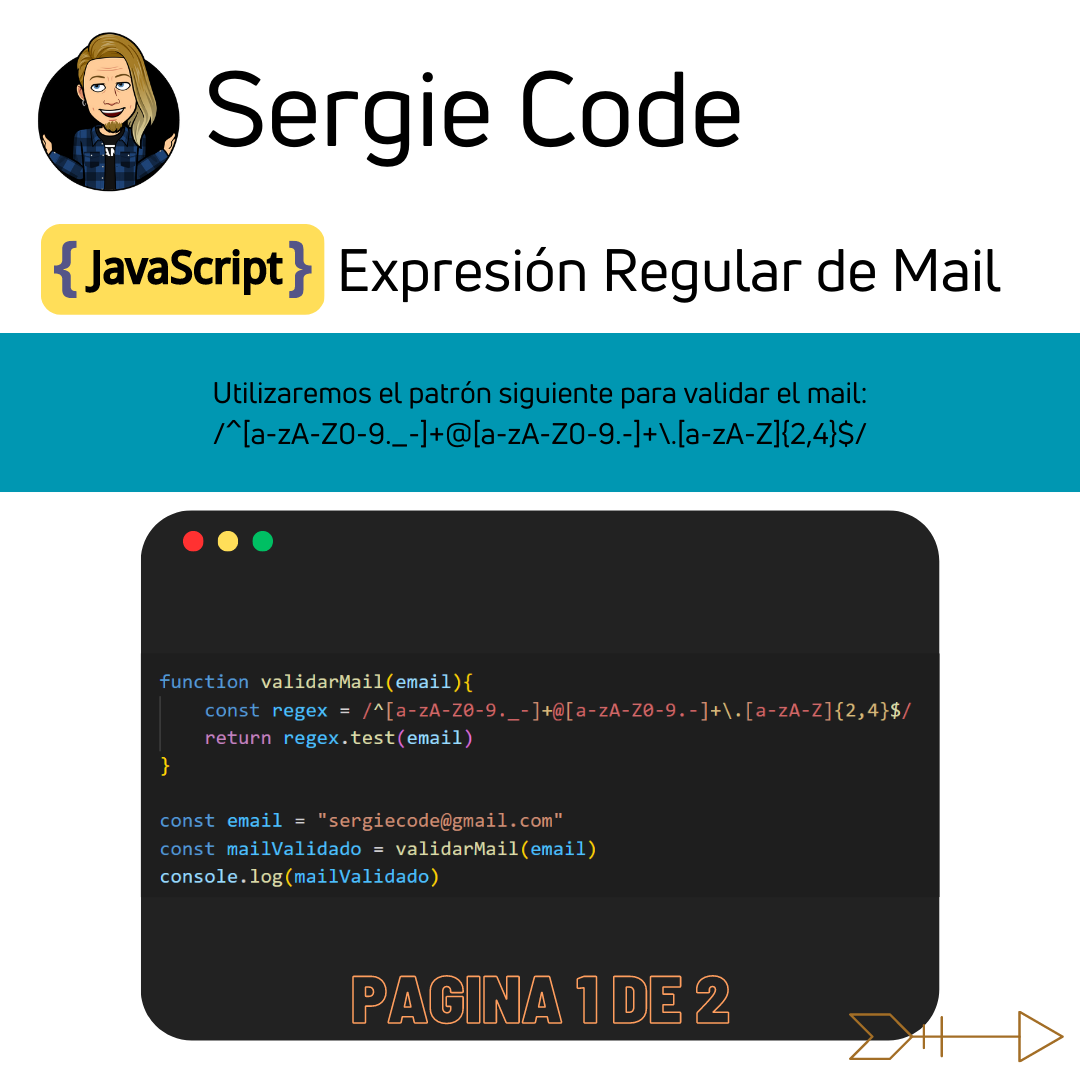 Sergie Code
{ JavaScript } Expresión Regular de Mail
Utilizaremos el patrón siguiente para validar el mail:
/^[a-zA-Z0-9._-]+@[a-zA-Z0-9.-]+\.[a-zA-Z]{2,4}$/
function validarMail(email){
    const regex = /^[a-zA-Z0-9._-]+@[a-zA-Z0-9.-]+\.[a-zA-Z]{2,4}$/
    return regex.test(email)
}
const email = "sergiecode@gmail.com"
const mailValidado = validarMail(email)
console.log(mailValidado)
PAGINA 1 DE 2